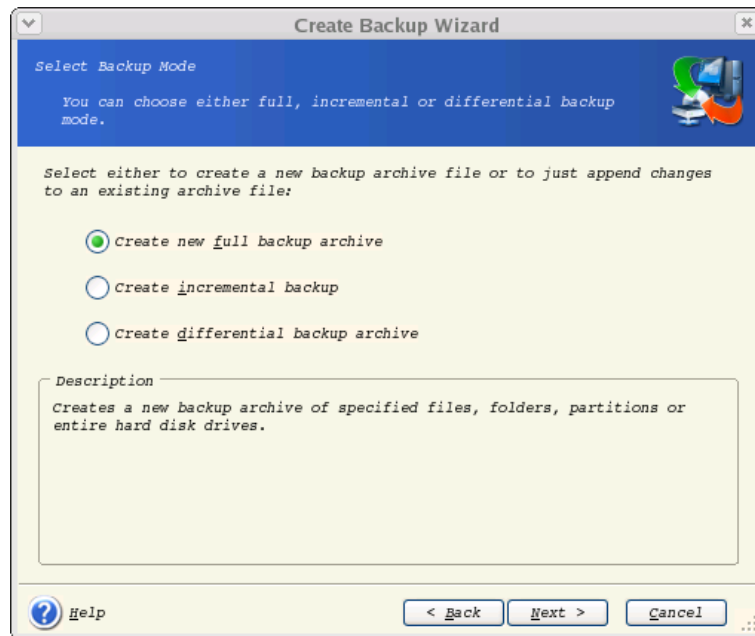 Create Backup Wizard
Select Backup Mode
You can choose either full, incremental or differential backup
mode.
Select either to create a new backup archive file or to just append changes
to an existing archive file:
Create new full backup archive
Create incremental backup
Create differential backup archive
Description
Creates a new backup archive of specified files, folders, partitions or
entire hard disk drives.
Help
< Back
Next >
Cancel